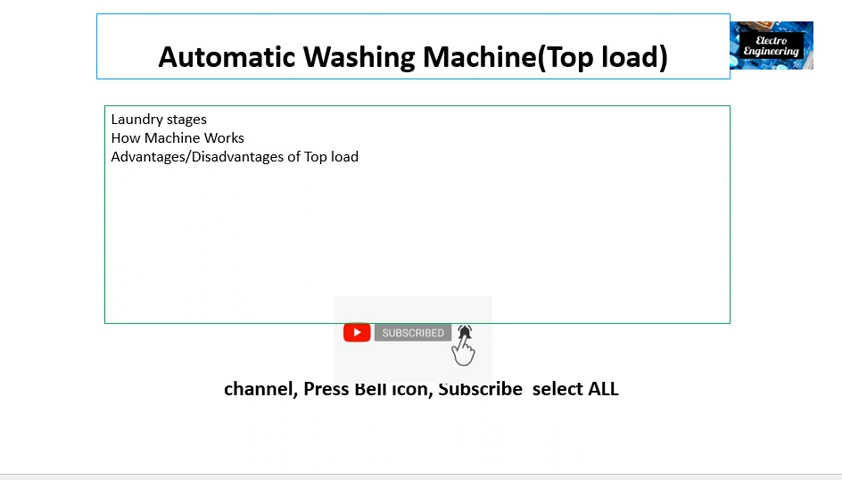 Automatic Washing Machine(Top load)
Electro
Engineering
Laundry stages
How Machine Works
Advantages/Disadvantages of Top load
SUBSCRIBED
channel, Press Bell icon, Subscribe select ALL